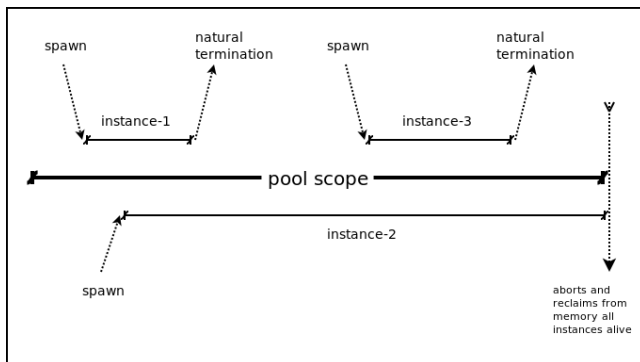 spawn
natural
termination
spawn
natural
termination
instance-1
instance-3
pool scope
instance-2
spawn
aborts and
reclaims from
memory all
instances alive